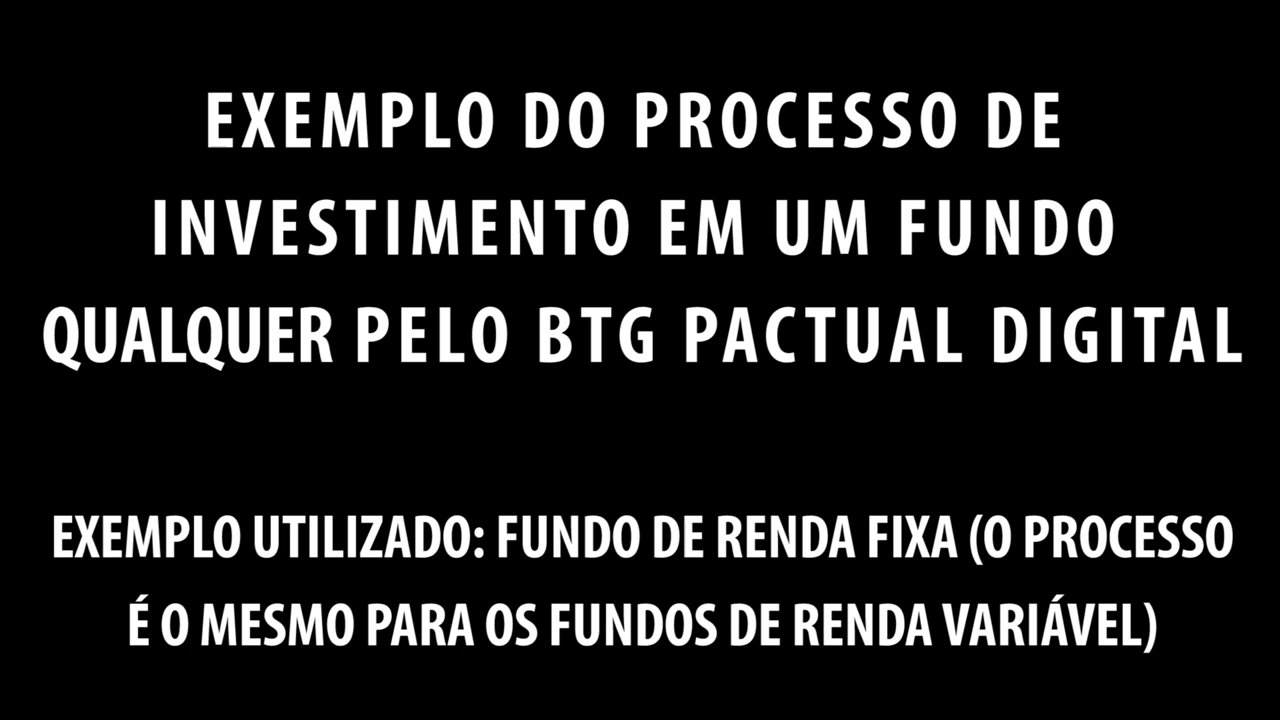 EXEMPLO DO PROCESSO DE
INVESTIMENTO EM UM FUNDO
QUALQUER PELO BTG PACTUAL DIGITAL
EXEMPLO UTILIZADO: FUNDO DE RENDA FIXA (O PROCESSO
É O MESMO PARA OS FUNDOS DE RENDA VARIÁVEL)